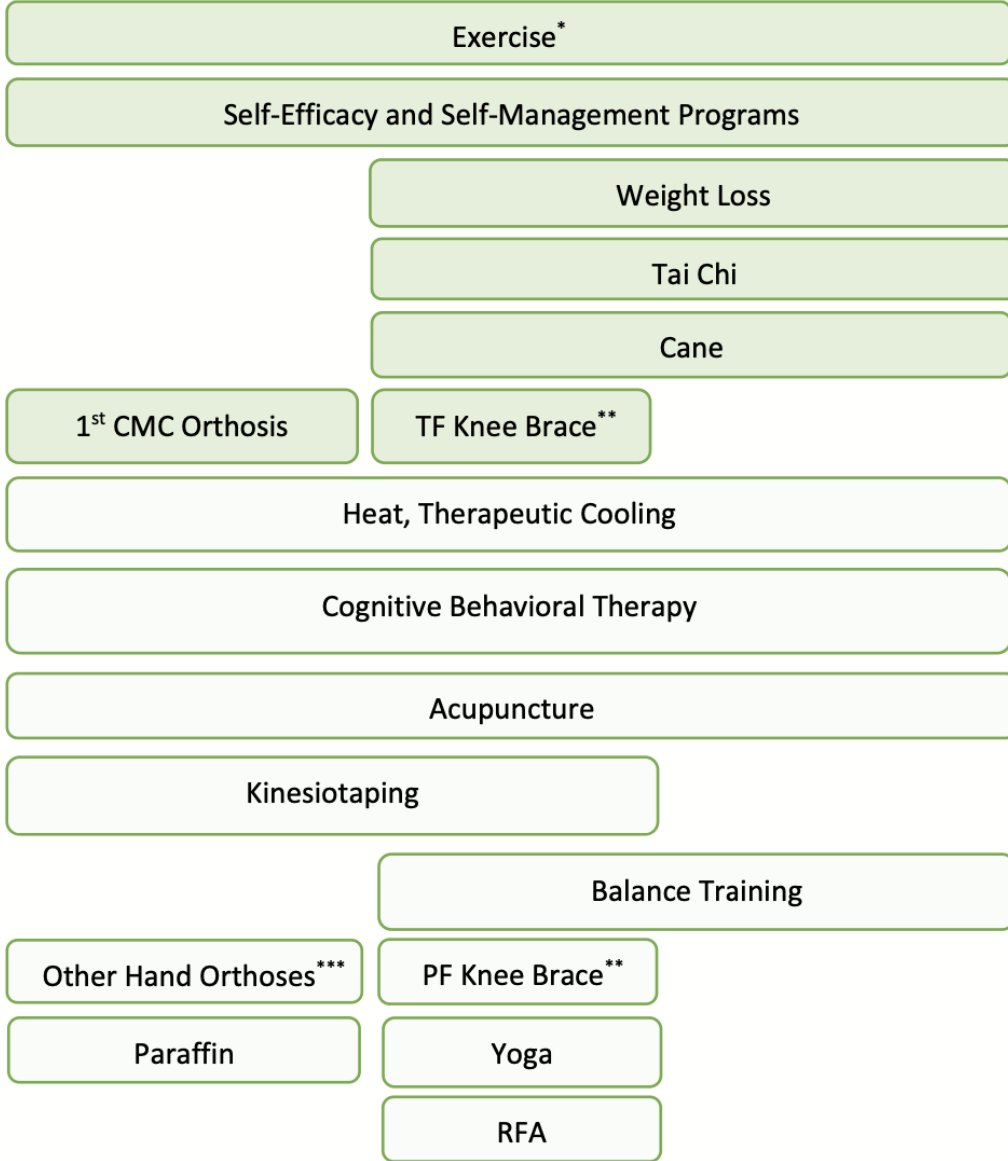 Exercise*
Self-Efficacy and Self-Management Programs
Weight Loss
Tai Chi
Cane
1st CMC Orthosis
TF Knee Brace**
Heat, Therapeutic Cooling
Cognitive Behavioral Therapy
Acupuncture
Kinesiotaping
Balance Training
Other Hand Orthoses***
PF Knee Brace**
Paraffin
Yoga
RFA